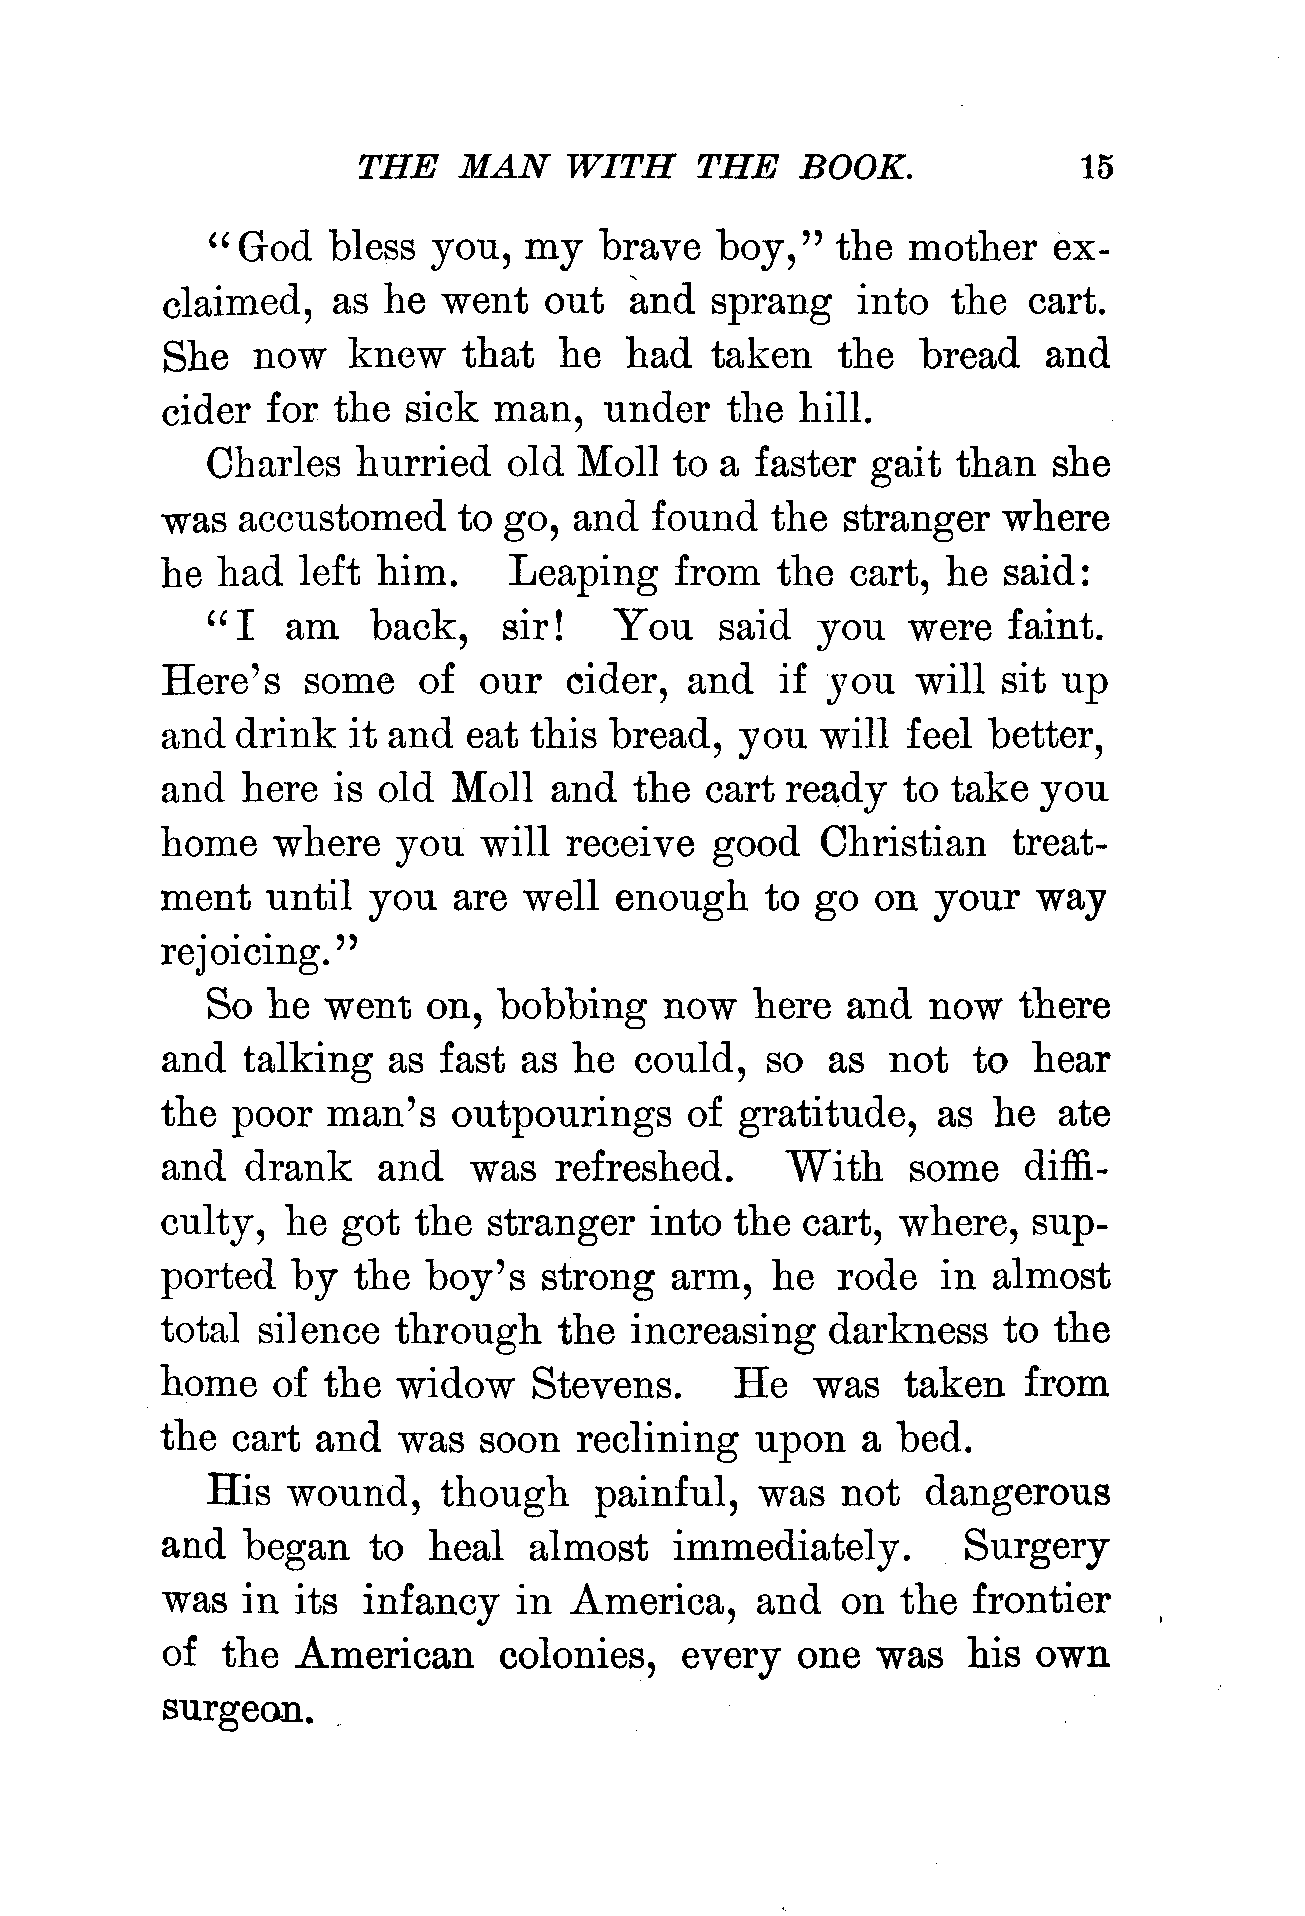 THE MAN WITH THE BOOK. 15
"God bless you, my brave boy," the mother ex-
claimed, as he went out and sprang into the cart.
She now knew that he had taken the bread and
cider for the sick man, under the hill.
Charles hurried old Moll to a faster gait than she
was accustomed to go, and found the stranger where
he had left him. Leaping from the cart, he said:
"I am back, sir! You said you were faint.
Here's some of our cider, and if you will sit up
and drink it and eat this bread, you will feel better,
and here is old Moll and the cart ready to take you
home where you will receive good Christian treat-
ment until you are well enough to go on your way
rejoicing."
So he went on, bobbing now here and now there
and talking as fast as he could, so as not to hear
the poor man's outpourings of gratitude, as he ate
and drank and was refreshed. With some diffi-
culty, he got the stranger into the cart, where, sup-
ported by the boy's strong arm, he rode in almost
total silence through the increasing darkness to the
home of the widow Stevens. He was taken from
the cart and was soon reclining upon a bed.
His wound, though painful, was not dangerous
and began to heal almost immediately. Surgery
was in its infancy in America, and on the frontier
of the American colonies, every one was his own
surgeon.